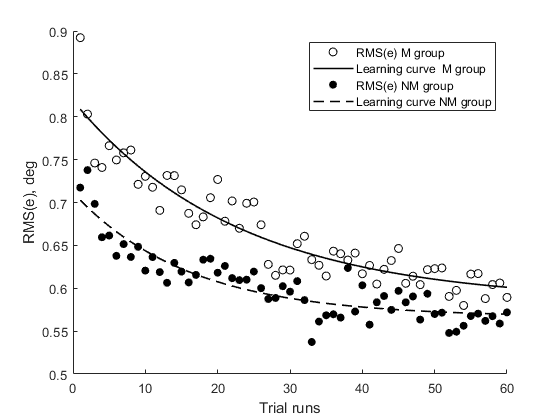 0.9
0.85
0.8
0.75
0.7
0.65
0.6
0.55
0.5
RMS(e), deg
RMS(e) M group
Learning curve  M group
RMS(e) NM group
Learning curve NM group
0 10 20 30 40 50 60
Trial runs